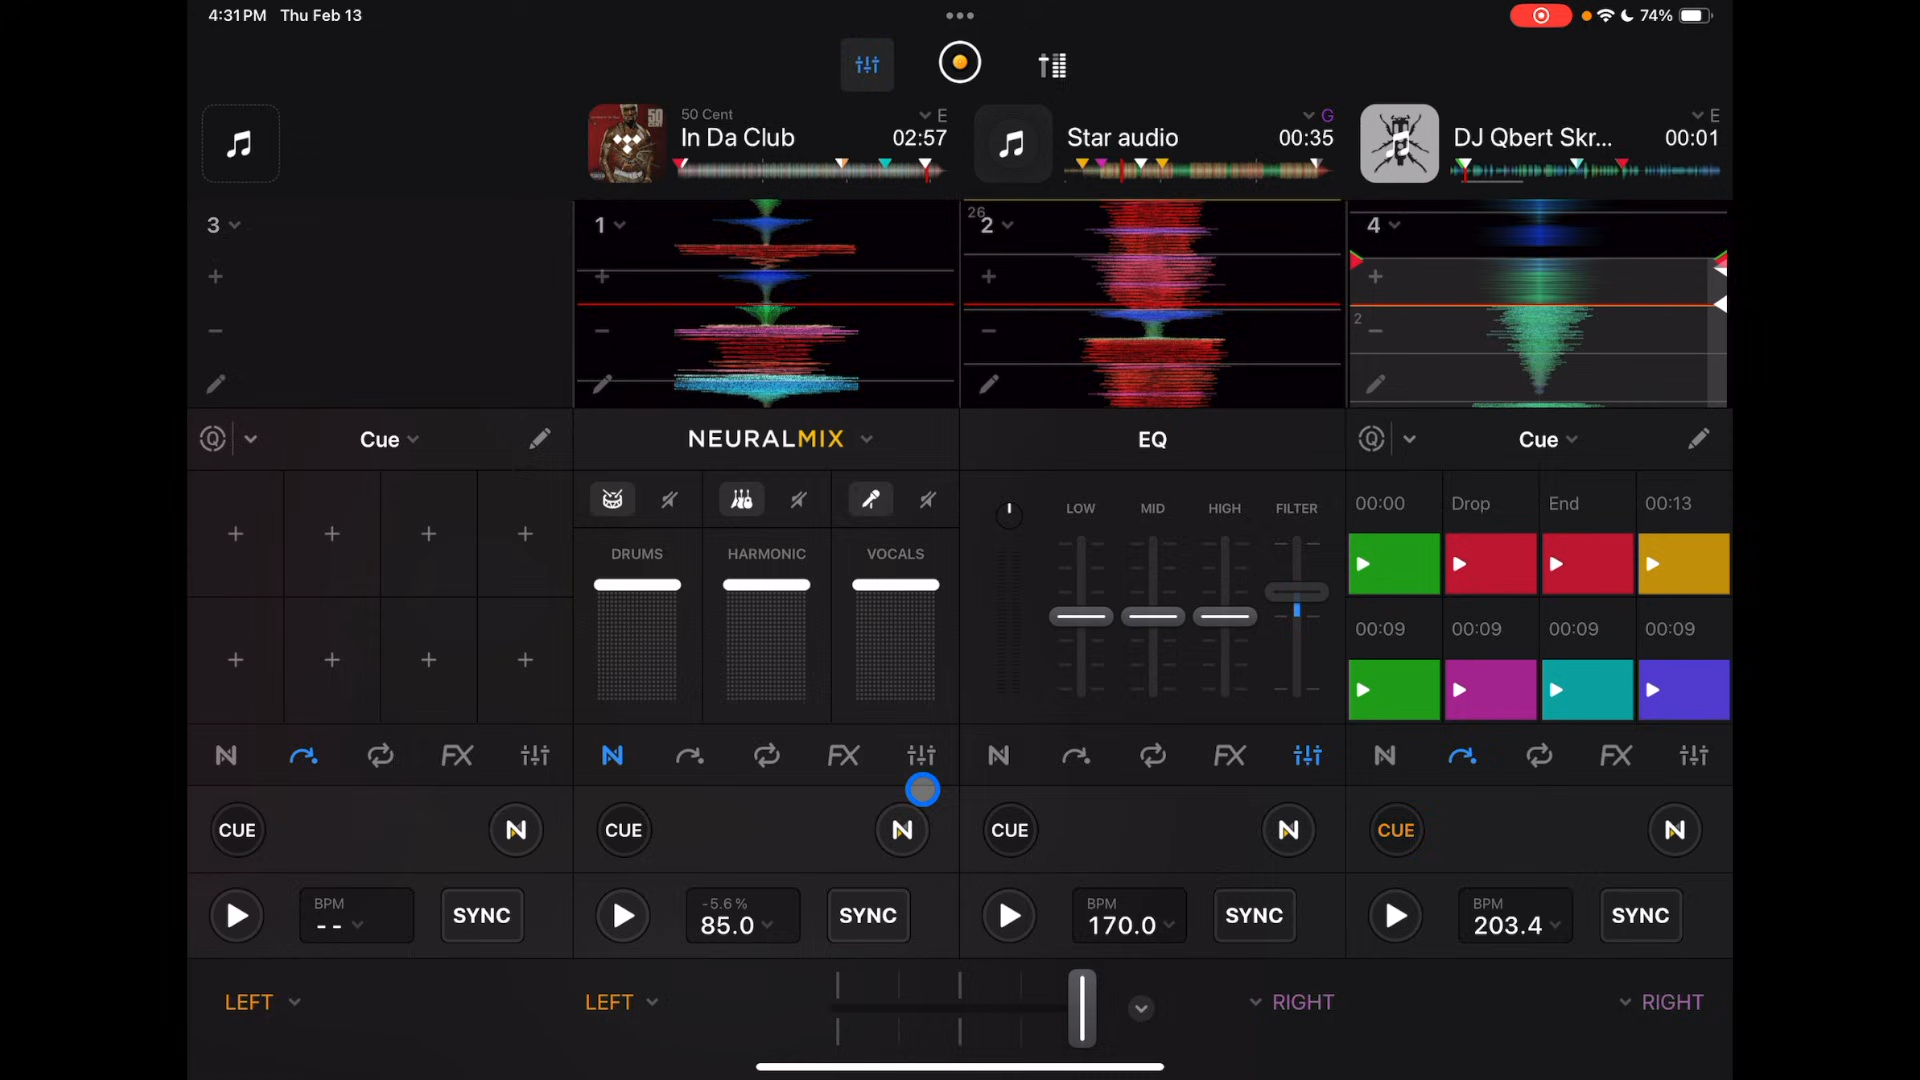 4:31PM Thu Feb 13
74%
50 Cent
E
In Da Club
02:57
G
Star audio
00:35
E
DJ Qbert Skr...
00:01
3
1
26
2
4
2
Cue
NEURALMIX
EQ
Cue
DRUMS
HARMONIC
VOCALS
LOW
MID
HIGH
FILTER
00:00
Drop
End
00:13
00:09
00:09
00:09
00:09
FX
FX
FX
FX
CUE
CUE
CUE
CUE
BPM
--
SYNC
-5.6 %
85.0
SYNC
BPM
170.0
SYNC
BPM
203.4
SYNC
LEFT
LEFT
RIGHT
RIGHT